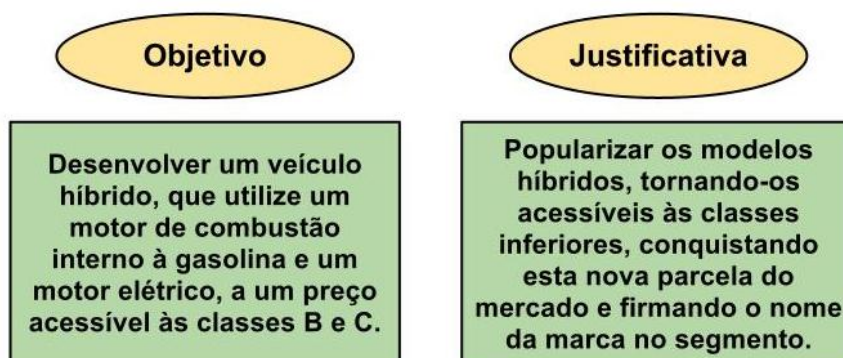 Objetivo
Justificativa
Desenvolver um veículo
híbrido, que utilize um
motor de combustão
interno à gasolina e um
motor elétrico, a um preço
acessível às classes B e C.
Popularizar os modelos
híbridos, tornando-os
acessíveis às classes
inferiores, conquistando
esta nova parcela do
mercado e firmando o nome
da marca no segmento.